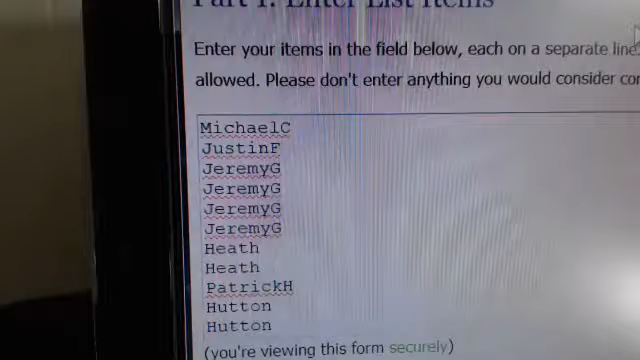 Part 1: Enter List Items
Enter your items in the field below, each on a separate line.
allowed. Please don't enter anything you would consider
MichaelC
JustinF
JeremyG
JeremyG
JeremyG
JeremyG
Heath
Heath
PatrickH
Hutton
Hutton
(you're viewing this form securely)